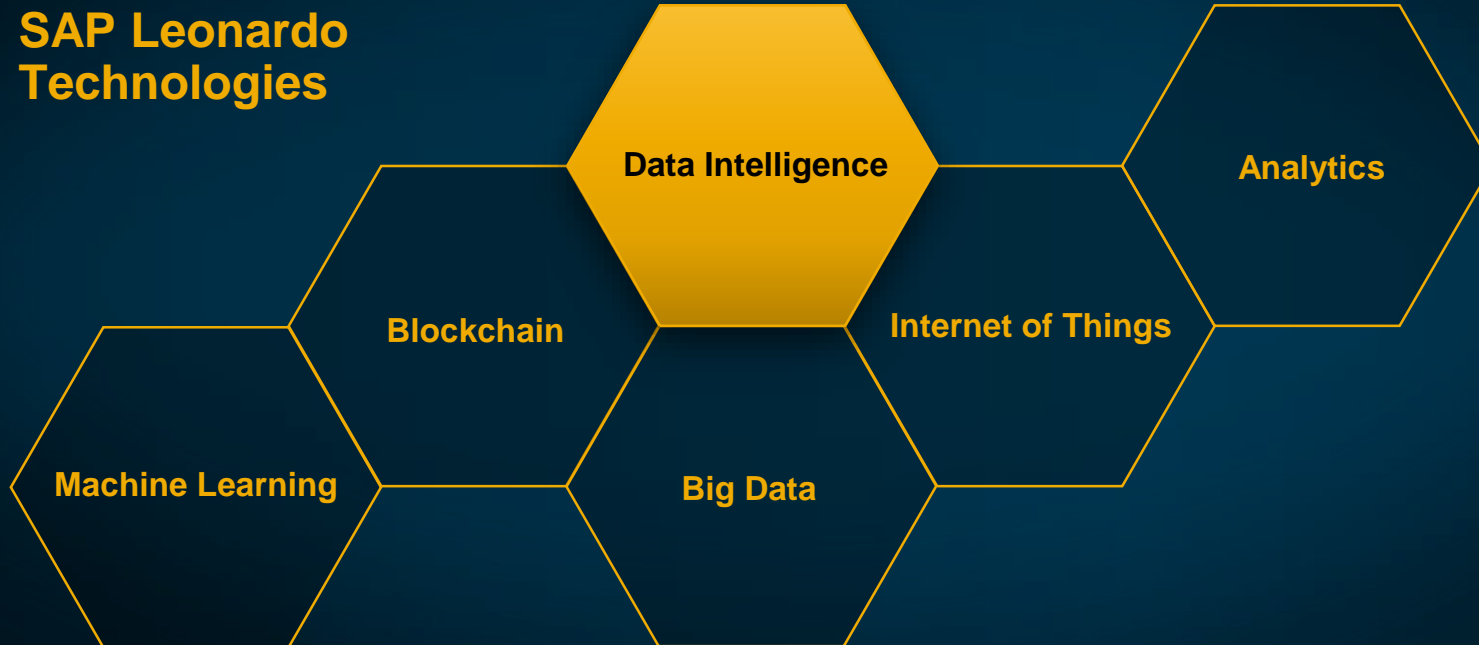 SAP Leonardo
Technologies
Data Intelligence
Analytics
Blockchain
Internet of Things
Machine Learning
Big Data